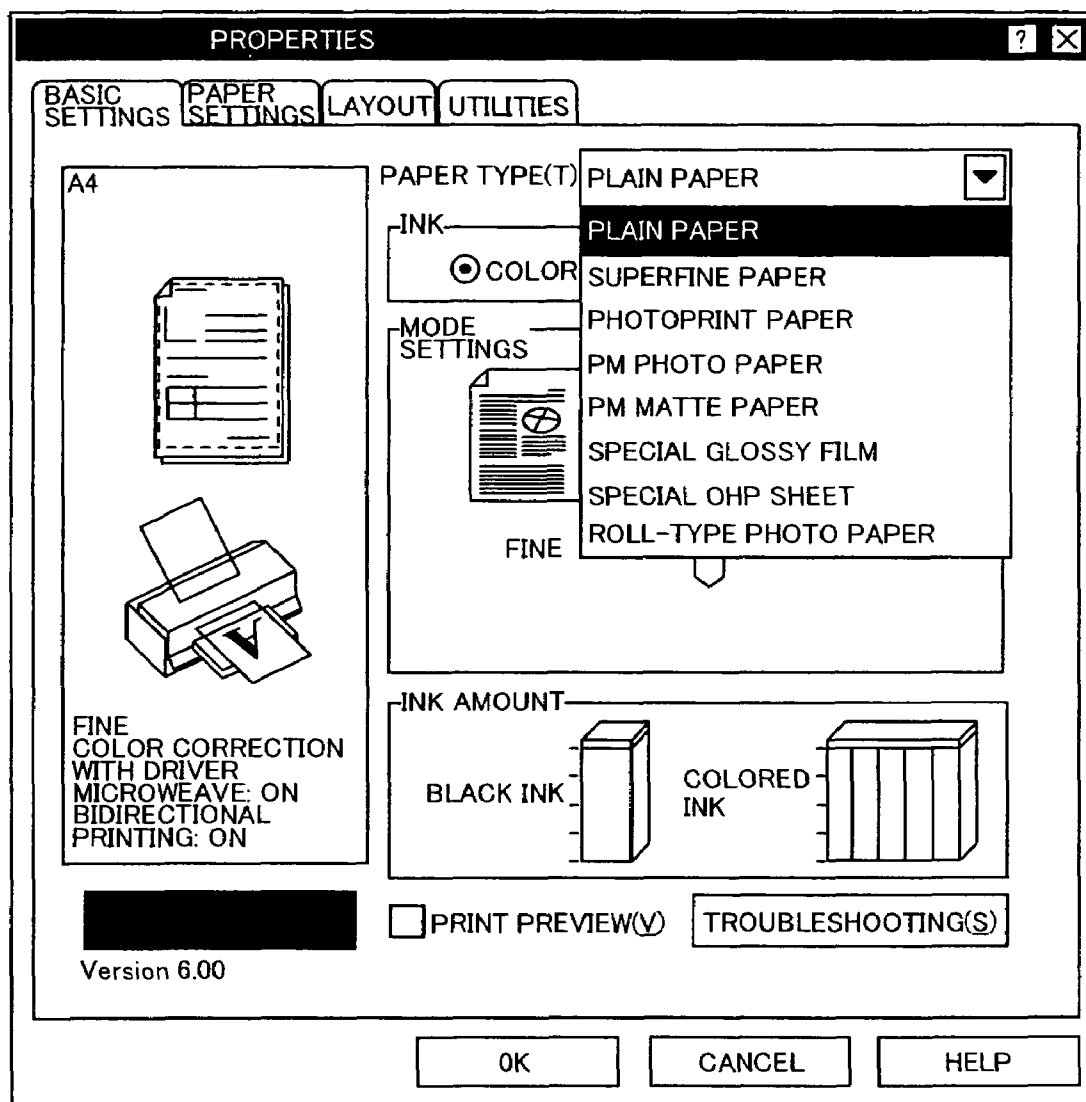 PROPERTIES
?
BASIC
SETTINGS
PAPER
SETTINGS
LAYOUT
UTILITIES
A4
FINE
COLOR CORRECTION
WITH DRIVER
MICROWEAVE: ON
BIDIRECTIONAL
PRINTING: ON
Version 6.00
PAPER TYPE(T)
PLAIN PAPER
PLAIN PAPER
SUPERFINE PAPER
PHOTOPRINT PAPER
PM PHOTO PAPER
PM MATTE PAPER
SPECIAL GLOSSY FILM
SPECIAL OHP SHEET
ROLL-TYPE PHOTO PAPER
INK
COLOR
MODE
SETTINGS
FINE
INK AMOUNT
BLACK INK
COLORED
INK
PRINT PREVIEW(V)
TROUBLESHOOTING(S)
OK
CANCEL
HELP